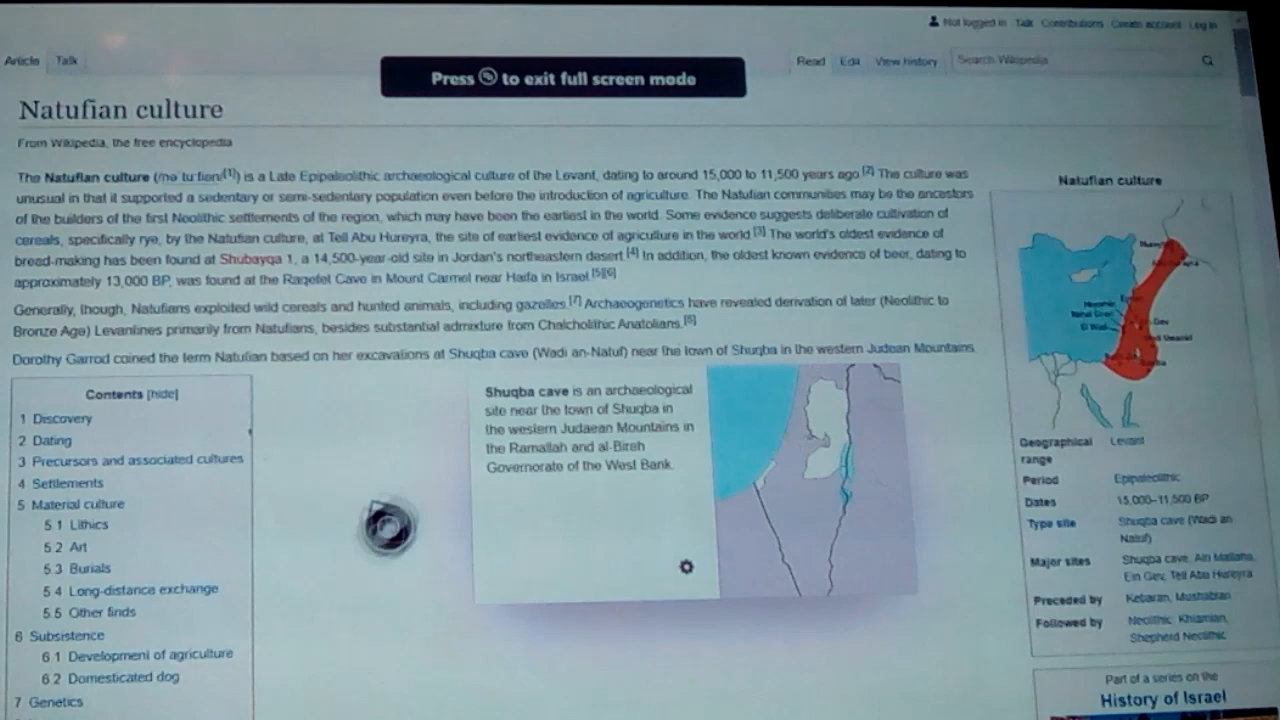 Not logged in Talk Contributions Create account Log in
Article Talk
Read Edit View history Search Wikipedia
Press to exit full screen mode
Natufian culture
From Wikipedia, the free encyclopedia
The Natufian culture (/nəˈtuːfiən/[1]) is a Late Epipaleolithic archaeological culture of the Levant, dating to around 15,000 to 11,500 years ago.[2] The culture was
unusual in that it supported a sedentary or semi-sedentary population even before the introduction of agriculture. The Natufian communities may be the ancestors
of the builders of the first Neolithic settlements of the region, which may have been the earliest in the world. Some evidence suggests deliberate cultivation of
cereals, specifically rye, by the Natufian culture, at Tell Abu Hureyra, the site of earliest evidence of agriculture in the world.[3] The world's oldest evidence of
bread-making has been found at Shubayqa 1, a 14,500-year-old site in Jordan's northeastern desert.[4] In addition, the oldest known evidence of beer, dating to
approximately 13,000 BP, was found at the Raqefet Cave in Mount Carmel near Haifa in Israel.[5][6]
Generally, though, Natufians exploited wild cereals and hunted animals, including gazelles.[7] Archaeogenetics have revealed derivation of later (Neolithic to
Bronze Age) Levantines primarily from Natufians, besides substantial admixture from Chalcholithic Anatolians.[8]
Dorothy Garrod coined the term Natufian based on her excavations at Shuqba cave (Wadi an-Natuf) near the town of Shuqba in the western Judean Mountains.
Contents [hide]
1 Discovery
2 Dating
3 Precursors and associated cultures
4 Settlements
5 Material culture
5.1 Lithics
5.2 Art
5.3 Burials
5.4 Long-distance exchange
5.5 Other finds
6 Subsistence
6.1 Development of agriculture
6.2 Domesticated dog
7 Genetics
Shuqba cave is an archaeological
site near the town of Shuqba in
the western Judaean Mountains in
the Ramallah and al-Bireh
Governorate of the West Bank.
Natufian culture
Geographical range Levant
Period Epipaleolithic
Dates 15,000–11,500 BP
Type site Shuqba cave (Wadi an Natuf)
Major sites Shuqba cave, Ain Mallaha,
Ein Gev, Tell Abu Hureyra
Preceded by Kebaran, Mushabian
Followed by Neolithic: Khiamian,
Shepherd Neolithic
Part of a series on the
History of Israel